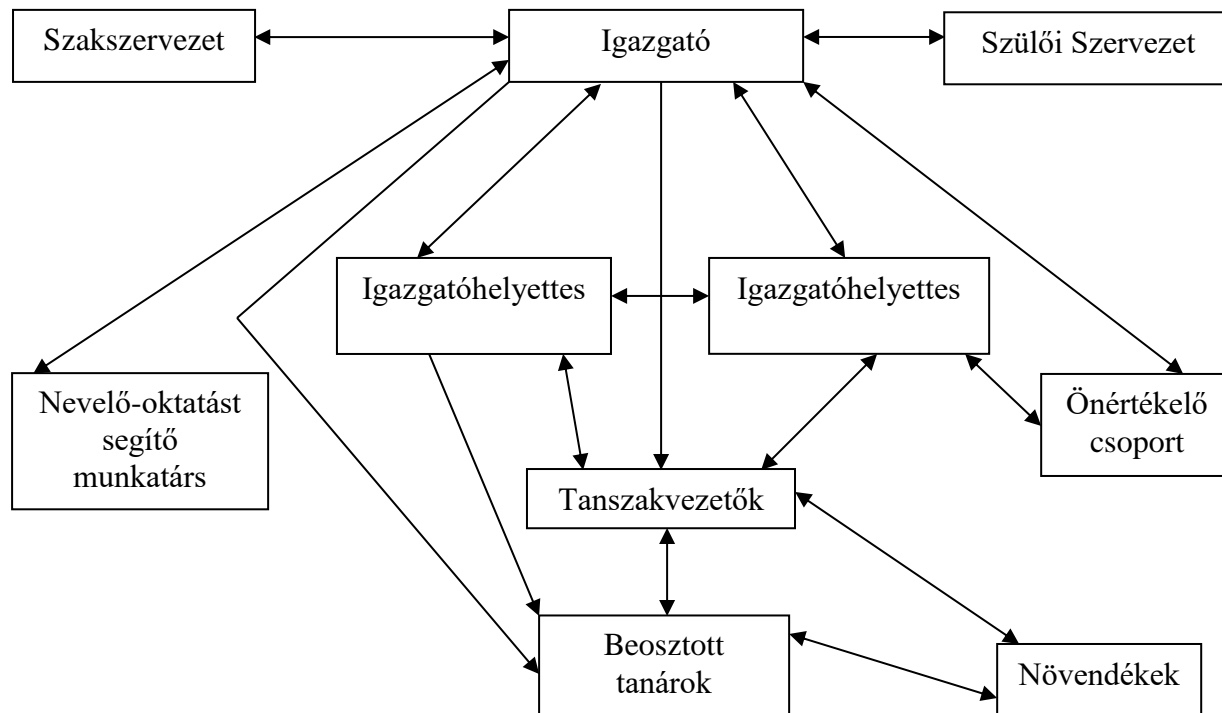 Szakszervezet
Igazgató
Szülői Szervezet
Igazgatóhelyettes
Igazgatóhelyettes
Nevelő-oktatást
segítő
munkatárs
Önértékelő
csoport
Tanszakvezetők
Beosztott
tanárok
Növendékek